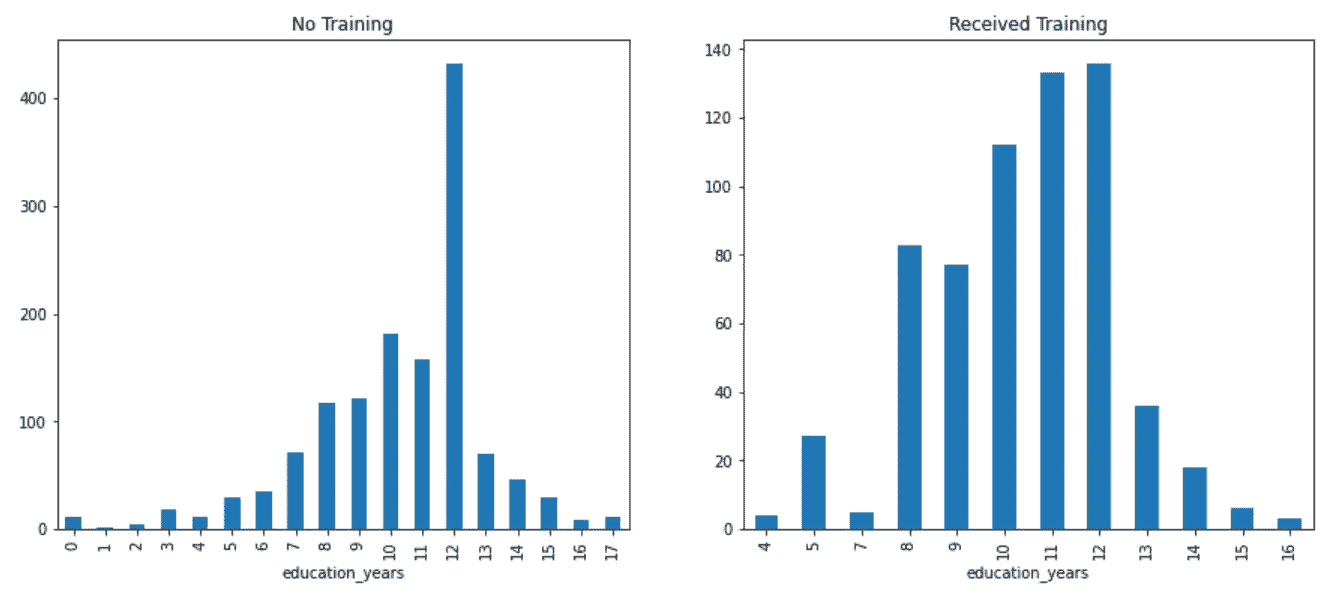 No Training
400
300
200
100
0
0 1 2 3 4 5 6 7 8 9 10 11 12 13 14 15 16 17
education_years
Received Training
140
120
100
80
60
40
20
0
4 5 7 8 9 10 11 12 13 14 15 16
education_years